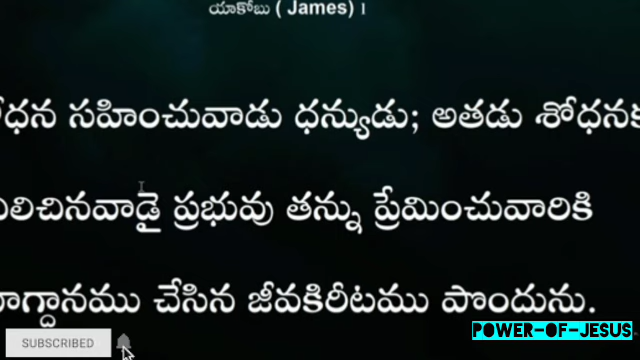 యాకోబు ( James) ।
ధన సహించువాడు ధన్యుడు; అతడు శోధనక
లిచినవాడై ప్రభువు తన్ను ప్రేమించువారికి
గ్దానము చేసిన జీవకిరీటము పొందును.
SUBSCRIBED
POWER-OF-JESUS